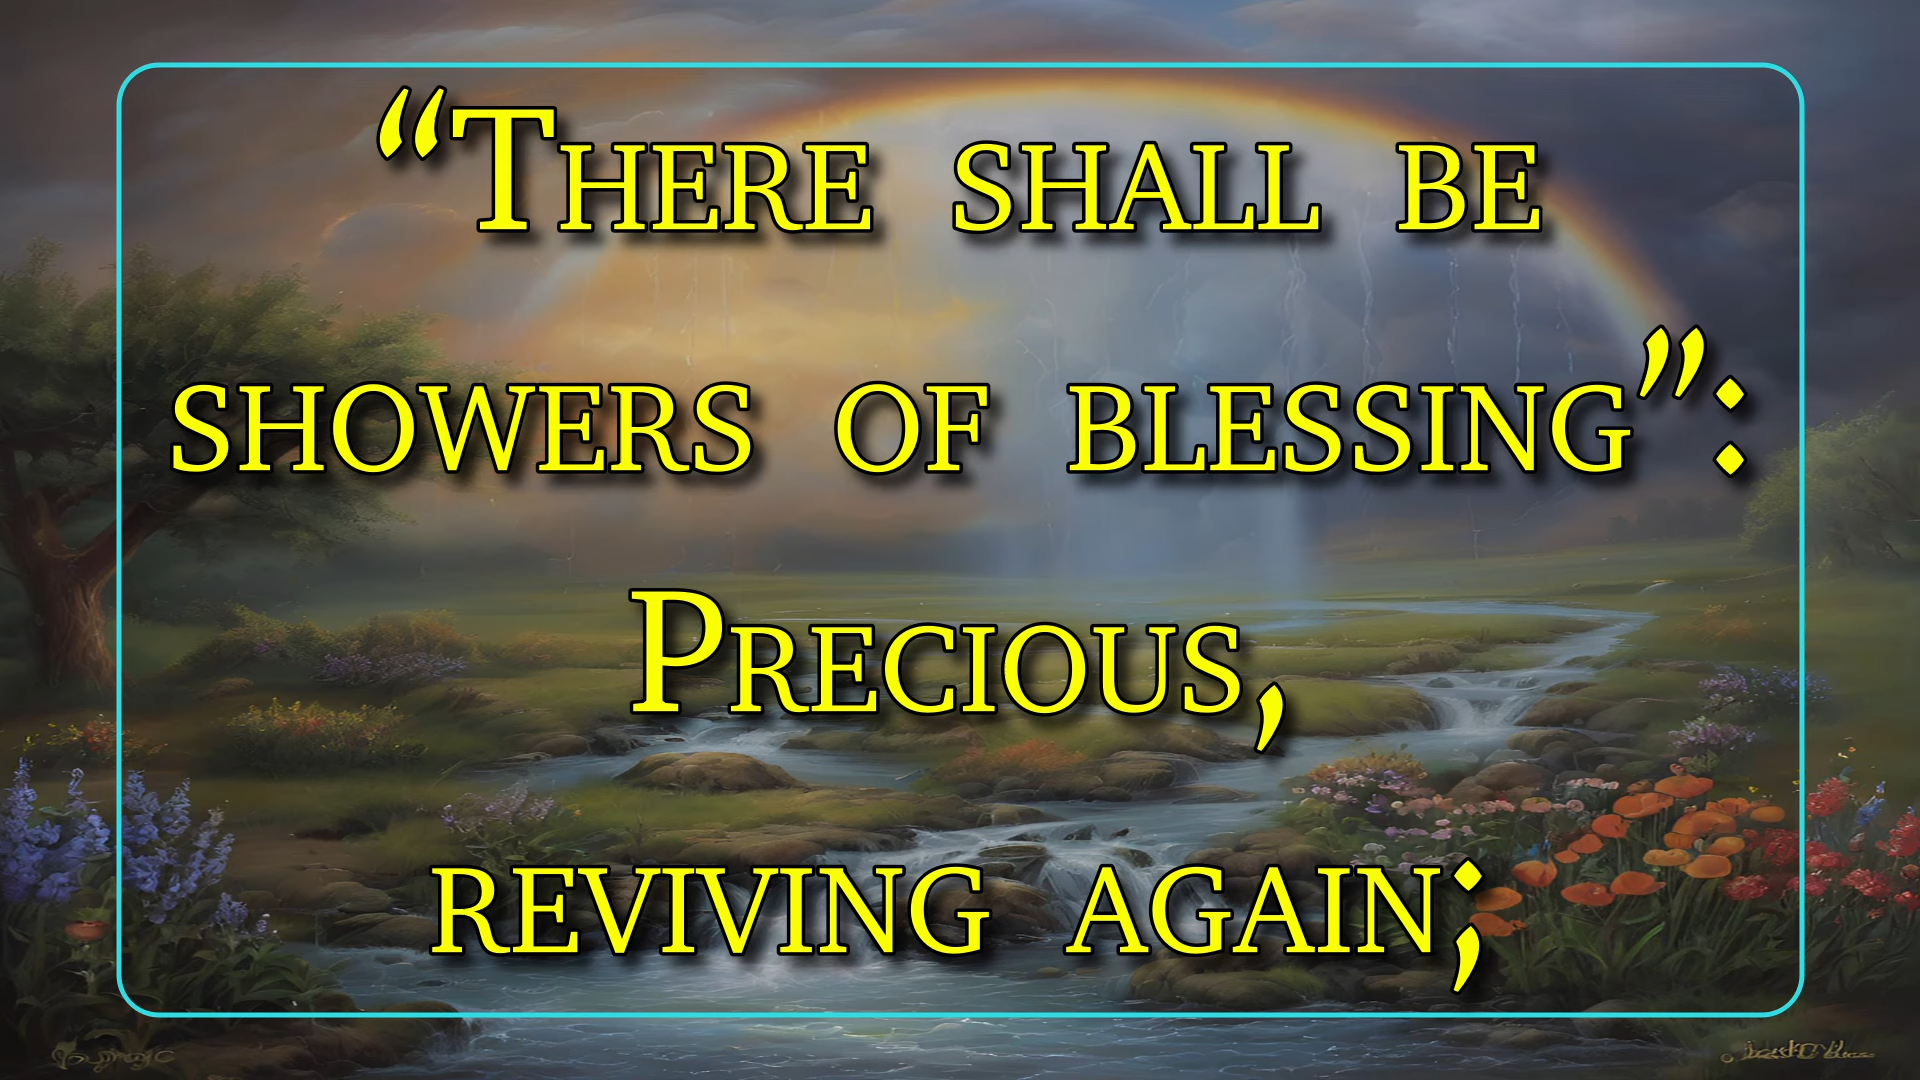 “There shall be
showers of blessing”:
Precious,
reviving again;